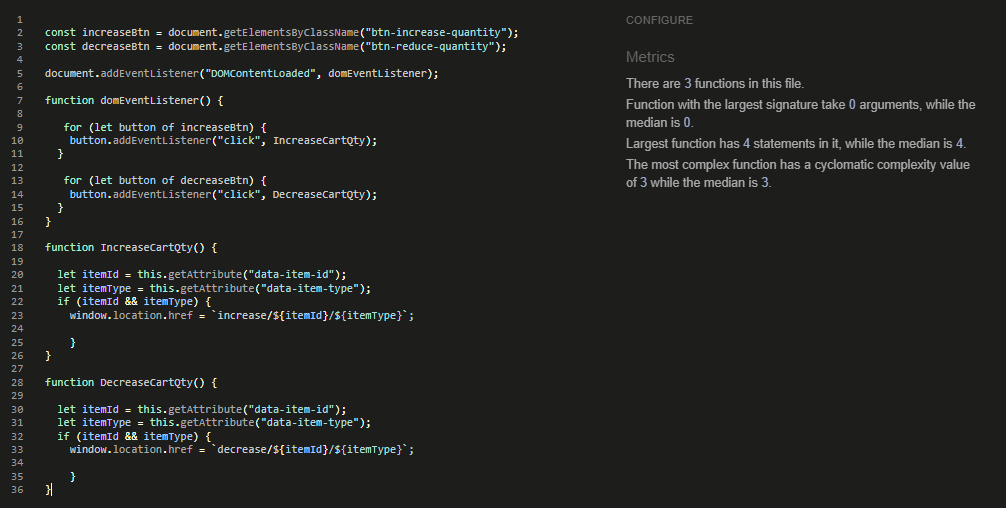 1
2 const increaseBtn = document.getElementsByClassName("btn-increase-quantity");
3 const decreaseBtn = document.getElementsByClassName("btn-reduce-quantity");
4
5 document.addEventListener("DOMContentLoaded", domEventListener);
6
7 function domEventListener() {
8
9 for (let button of increaseBtn) {
10 button.addEventListener("click", IncreaseCartQty);
11 }
12
13 for (let button of decreaseBtn) {
14 button.addEventListener("click", DecreaseCartQty);
15 }
16 }
17
18 function IncreaseCartQty() {
19
20 let itemId = this.getAttribute("data-item-id");
21 let itemType = this.getAttribute("data-item-type");
22 if (itemId && itemType) {
23 window.location.href = `increase/${itemId}/${itemType}`;
24
25 }
26 }
27
28 function DecreaseCartQty() {
29
30 let itemId = this.getAttribute("data-item-id");
31 let itemType = this.getAttribute("data-item-type");
32 if (itemId && itemType) {
33 window.location.href = `decrease/${itemId}/${itemType}`;
34
35 }
36 }
CONFIGURE
Metrics
There are 3 functions in this file.
Function with the largest signature take 0 arguments, while the
median is 0.
Largest function has 4 statements in it, while the median is 4.
The most complex function has a cyclomatic complexity value
of 3 while the median is 3.